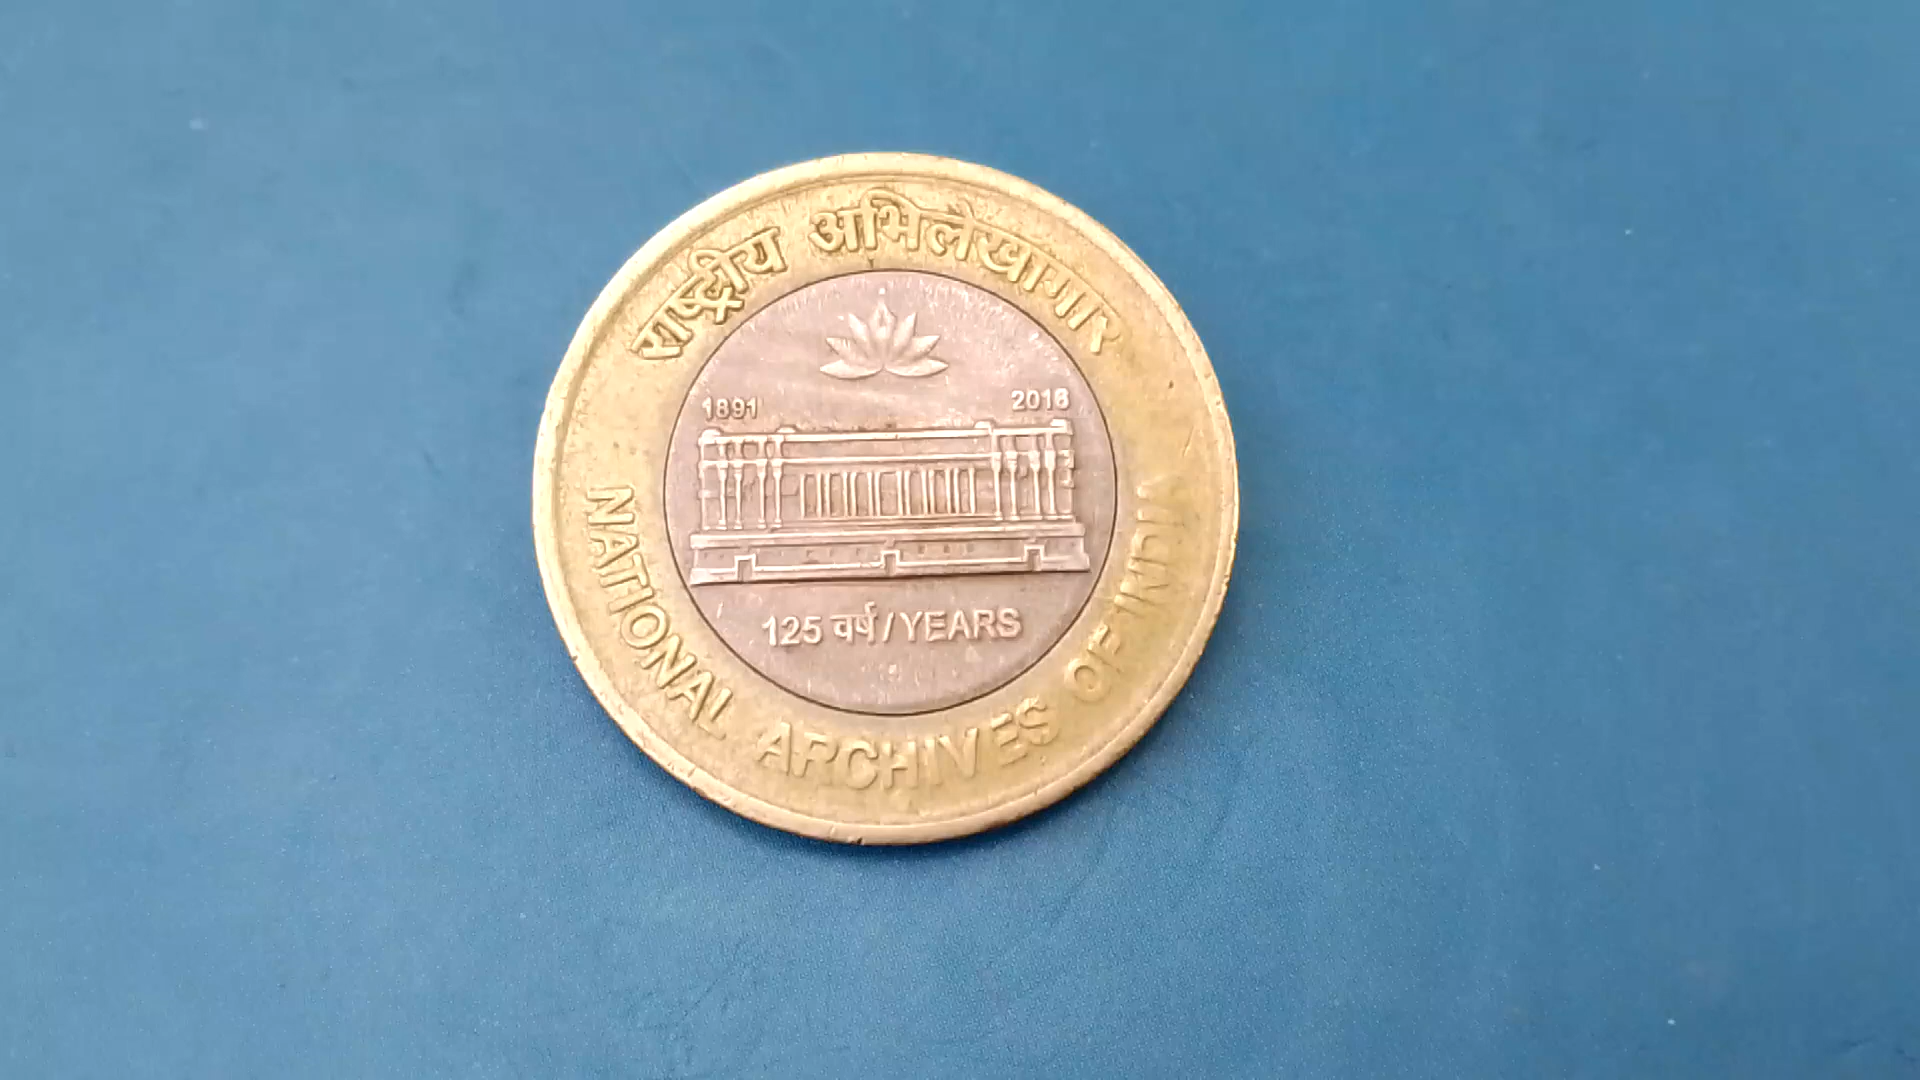 राष्ट्रीय अभिलेखागार
1891 2016
125 वर्ष / YEARS
NATIONAL ARCHIVES OF INDIA